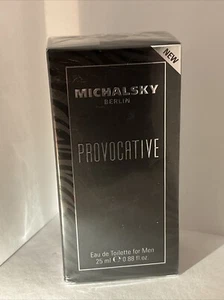 NEW
MICHALSKY
BERLIN
PROVOCATIVE
Eau de Toilette for Men
25 ml ℮ 0.88 fl.oz.